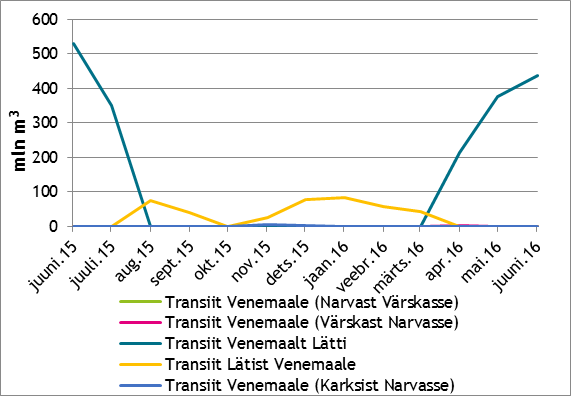 600
500
400
300
200
100
0
mln m³
juuni.15
juuli.15
aug.15
sept.15
okt.15
nov.15
dets.15
jaan.16
veebr.16
märts.16
apr.16
mai.16
juuni.16
Transiit Venemaale (Narvast Värskasse)
Transiit Venemaale (Värskast Narvasse)
Transiit Venemaalt Lätti
Transiit Lätist Venemaale
Transiit Venemaale (Karksist Narvasse)